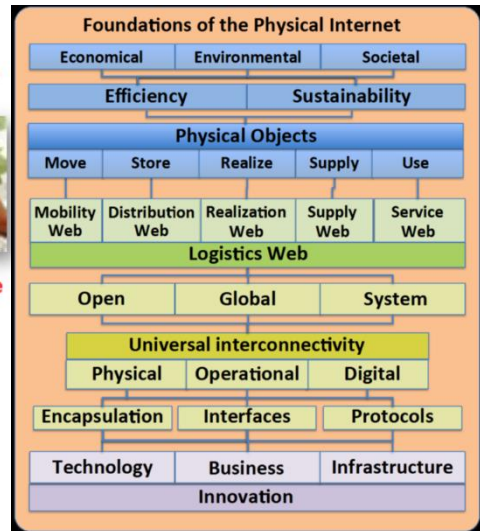 Foundations of the Physical Internet
Economical Environmental Societal
Efficiency Sustainability
Physical Objects
Move Store Realize Supply Use
Mobility Distribution Realization Supply Service
Web Web Web Web Web
Logistics Web
Open Global System
Universal interconnectivity
Physical Operational Digital
Encapsulation Interfaces Protocols
Technology Business Infrastructure
Innovation